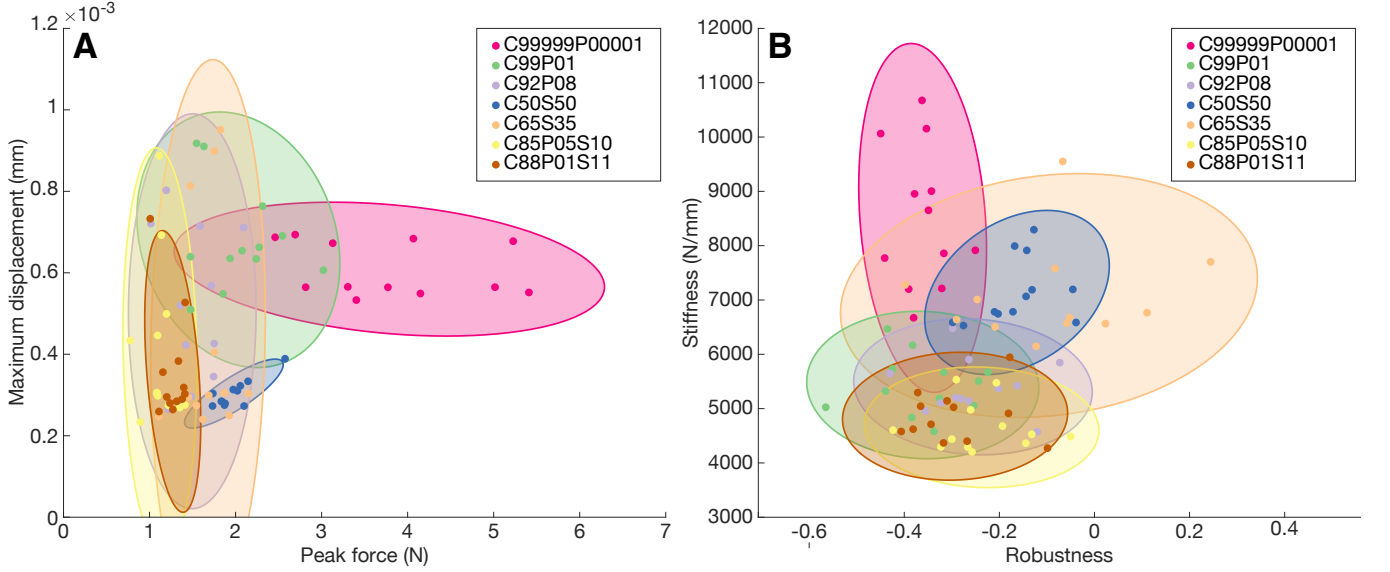 1.2 ×10⁻³
A
C99999P00001
C99P01
C92P08
C50S50
C65S35
C85P05S10
C88P01S11
1
0.8
0.6
0.4
0.2
0
Maximum displacement (mm)
0 1 2 3 4 5 6 7
Peak force (N)
12000
B
C99999P00001
C99P01
C92P08
C50S50
C65S35
C85P05S10
C88P01S11
11000
10000
9000
8000
7000
6000
5000
4000
3000
Stiffness (N/mm)
-0.6 -0.4 -0.2 0 0.2 0.4
Robustness